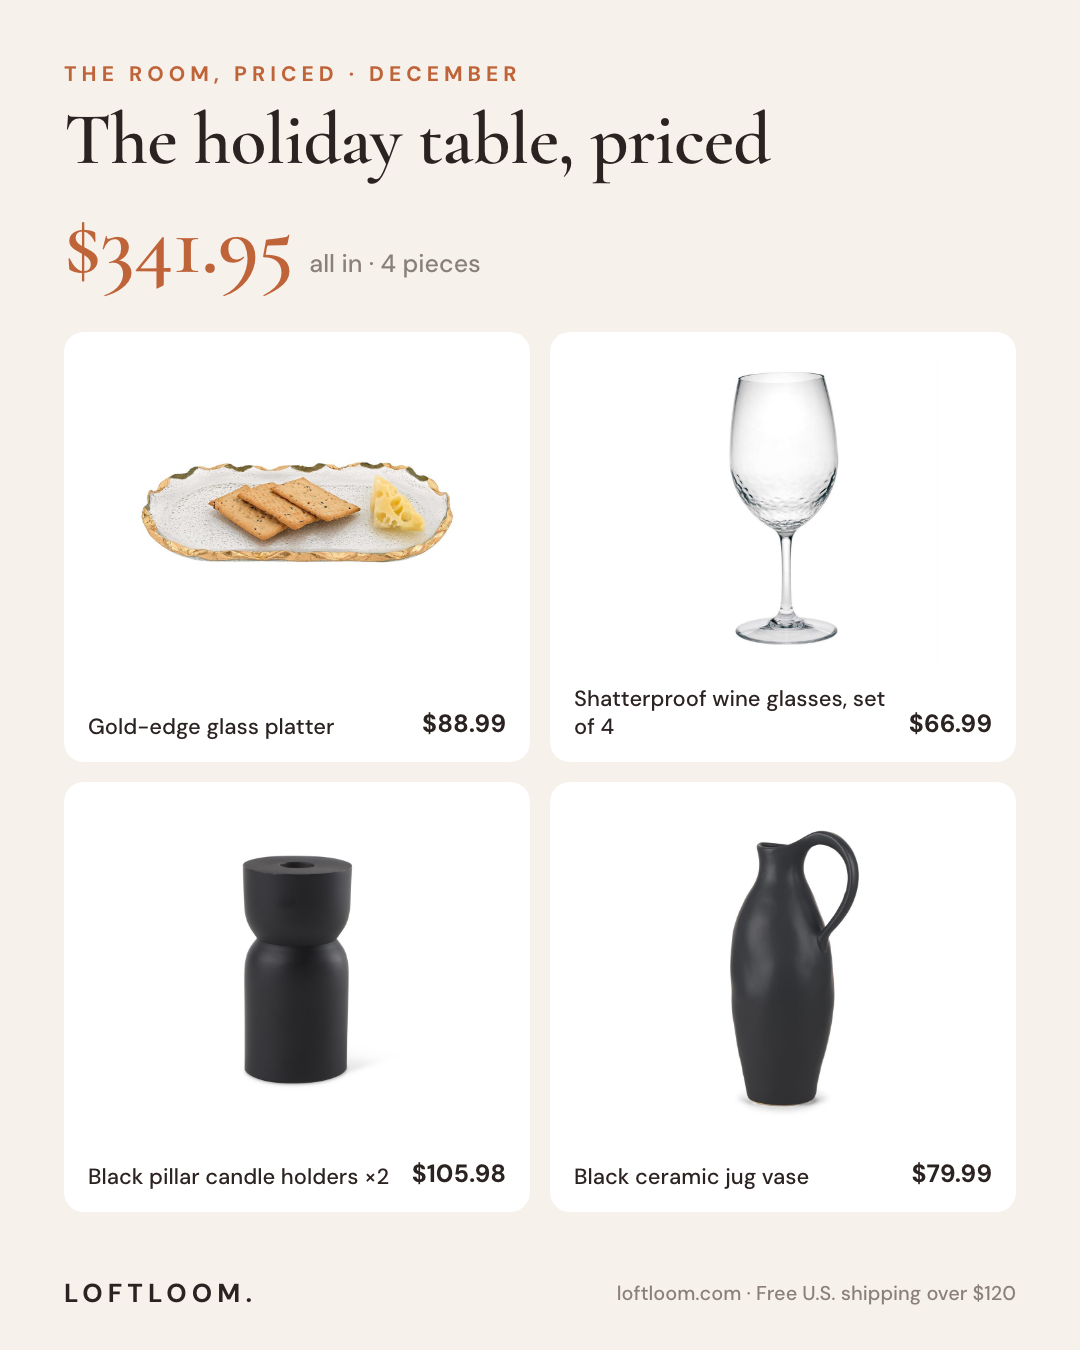 THE ROOM, PRICED · DECEMBER
The holiday table, priced
$341.95 all in · 4 pieces
Gold-edge glass platter $88.99
Shatterproof wine glasses, set
of 4 $66.99
Black pillar candle holders ×2 $105.98
Black ceramic jug vase $79.99
LOFTLOOM.
loftloom.com · Free U.S. shipping over $120